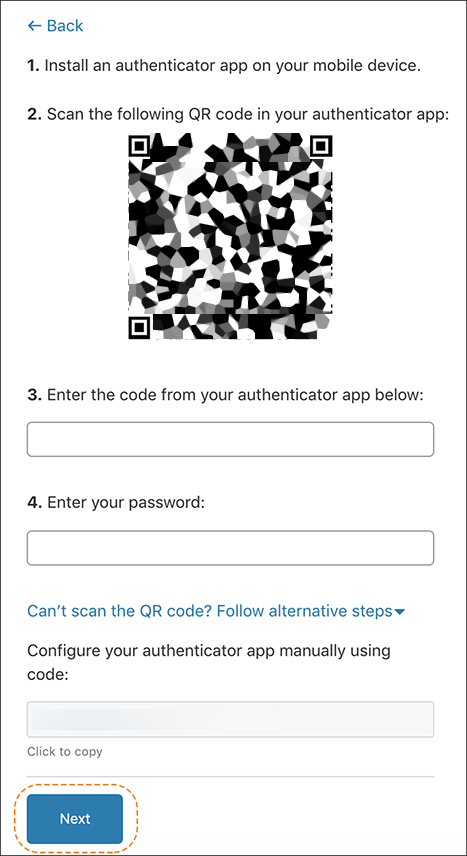 ← Back
1. Install an authenticator app on your mobile device.
2. Scan the following QR code in your authenticator app:
3. Enter the code from your authenticator app below:
4. Enter your password:
Can’t scan the QR code? Follow alternative steps
Configure your authenticator app manually using
code:
Click to copy
Next